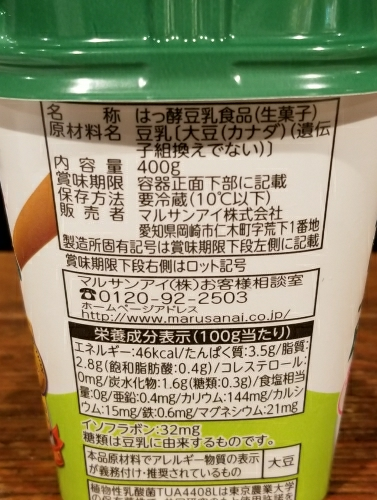 名　　称　はっ酵豆乳食品(生菓子)
原材料名　豆乳〔大豆(カナダ)(遺伝
子組換えでない)〕
内 容 量　400g
賞味期限　容器正面下部に記載
保存方法　要冷蔵(10℃以下)
販 売 者　マルサンアイ株式会社
愛知県岡崎市仁木町字荒下1番地
製造所固有記号は賞味期限下段左側に記載
賞味期限下段右側はロット記号
マルサンアイ(株)お客様相談室
☎0120-92-2503
ホームページアドレス
http://www.marusanai.co.jp/
栄養成分表示(100g当たり)
エネルギー:46kcal/たんぱく質:3.5g/脂質:
2.8g(飽和脂肪酸:0.4g)/コレステロール:
0mg/炭水化物:1.6g(糖類:0.3g)/食塩相当
量:0g/亜鉛:0.4mg/カリウム:144mg/カルシ
ウム:15mg/鉄:0.6mg/マグネシウム:21mg
イソフラボン:32mg
糖類は豆乳に由来するものです。
本品原材料でアレルギー物質の表示
が義務付け・推奨されているもの　大豆
植物性乳酸菌TUA4408Lは東京農業大学